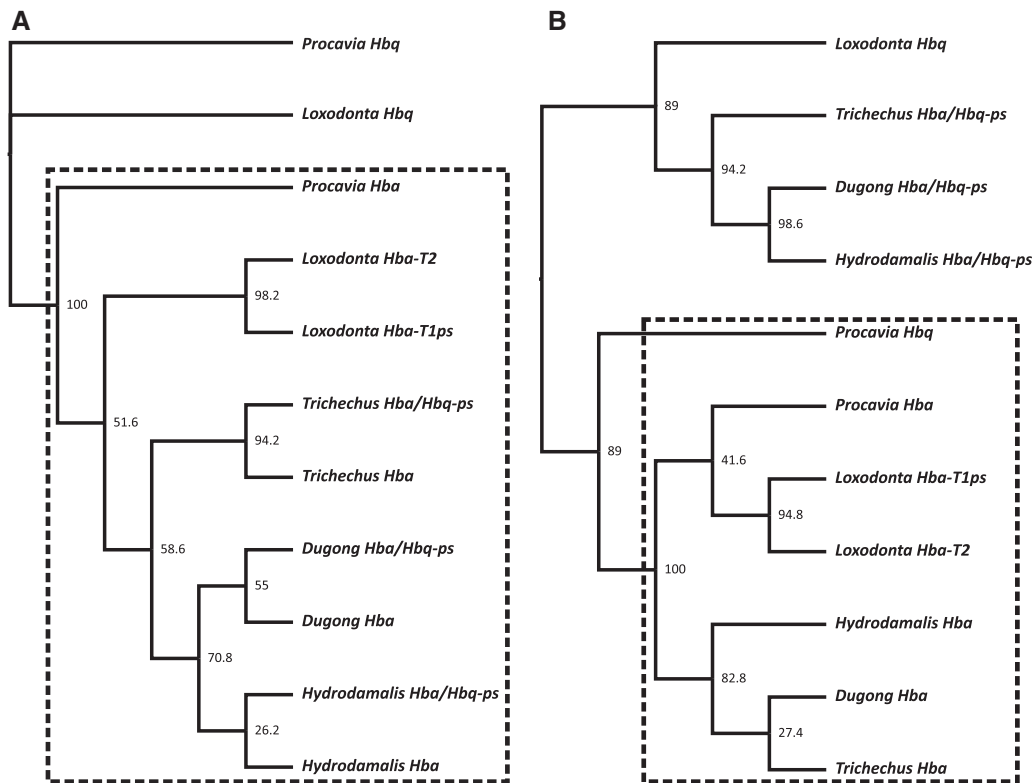 A
Procavia Hbq
Loxodonta Hbq
Procavia Hba
100
Loxodonta Hba-T2
98.2
Loxodonta Hba-T1ps
51.6
Trichechus Hba/Hbq-ps
94.2
Trichechus Hba
58.6
Dugong Hba/Hbq-ps
55
Dugong Hba
70.8
Hydrodamalis Hba/Hbq-ps
26.2
Hydrodamalis Hba
B
Loxodonta Hbq
89
Trichechus Hba/Hbq-ps
94.2
Dugong Hba/Hbq-ps
98.6
Hydrodamalis Hba/Hbq-ps
Procavia Hbq
89
Procavia Hba
41.6
Loxodonta Hba-T1ps
94.8
Loxodonta Hba-T2
100
Hydrodamalis Hba
82.8
Dugong Hba
27.4
Trichechus Hba